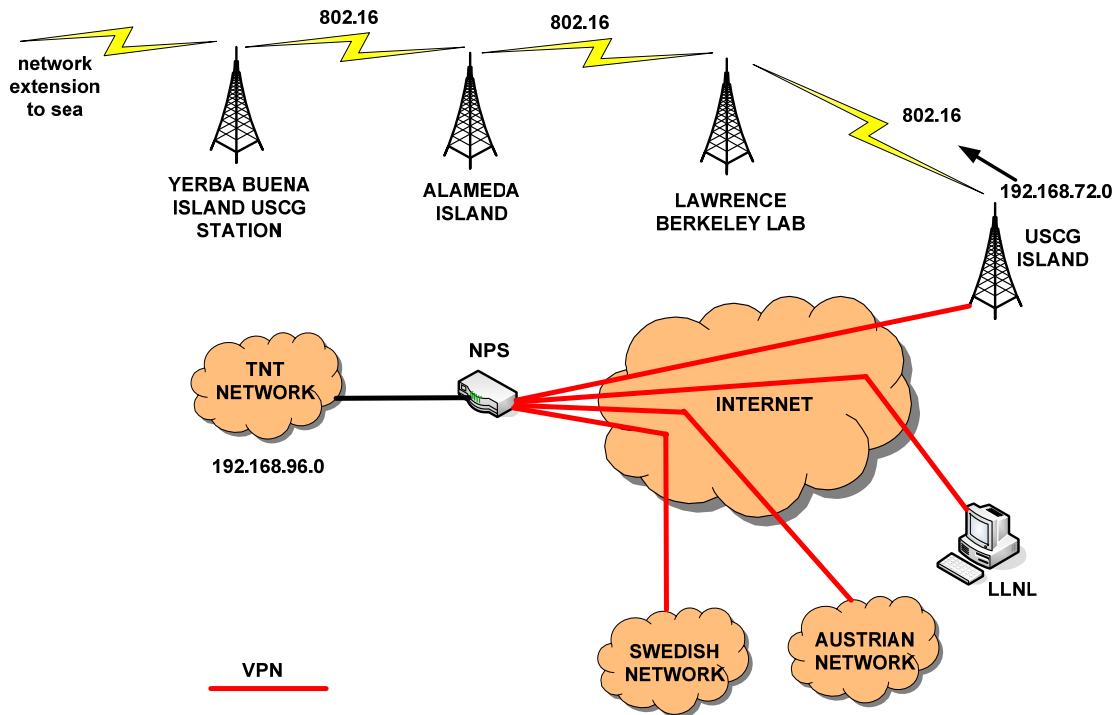 802.16
802.16
network
extension
to sea
802.16
YERBA BUENA
ISLAND USCG
STATION
ALAMEDA
ISLAND
LAWRENCE
BERKELEY LAB
192.168.72.0
USCG
ISLAND
NPS
TNT
NETWORK
INTERNET
192.168.96.0
LLNL
SWEDISH
NETWORK
AUSTRIAN
NETWORK
VPN